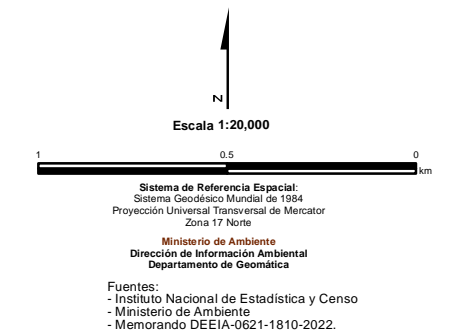 N
Escala 1:20,000
1 0.5 0
km
Sistema de Referencia Espacial:
Sistema Geodésico Mundial de 1984
Proyección Universal Transversal de Mercator
Zona 17 Norte
Ministerio de Ambiente
Dirección de Información Ambiental
Departamento de Geomática
Fuentes:
- Instituto Nacional de Estadística y Censo
- Ministerio de Ambiente
- Memorando DEEIA-0621-1810-2022.